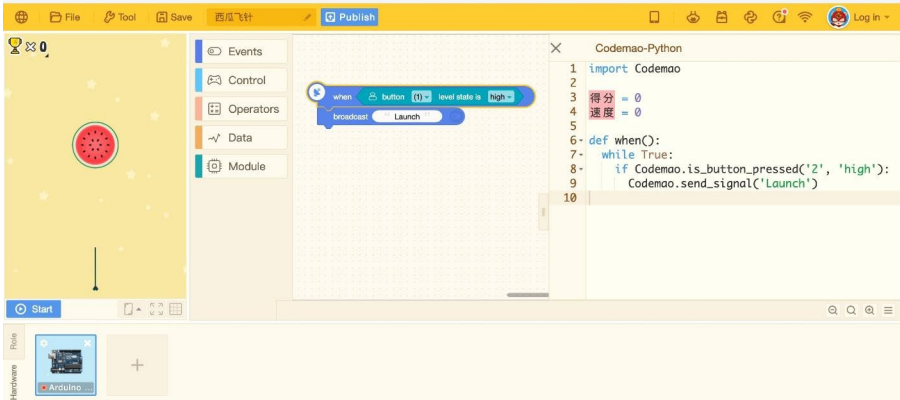 File Tool Save 西瓜飞针 Publish Log in
× 0
Events
Control
Operators
Data
Module
when button (1) level state is high
broadcast " Launch "
Codemao-Python
1 import Codemao
2
3 得分 = 0
4 速度 = 0
5
6 def when():
7 while True:
8 if Codemao.is_button_pressed('2', 'high'):
9 Codemao.send_signal('Launch')
10
Start
Role
Hardware
Arduino ...